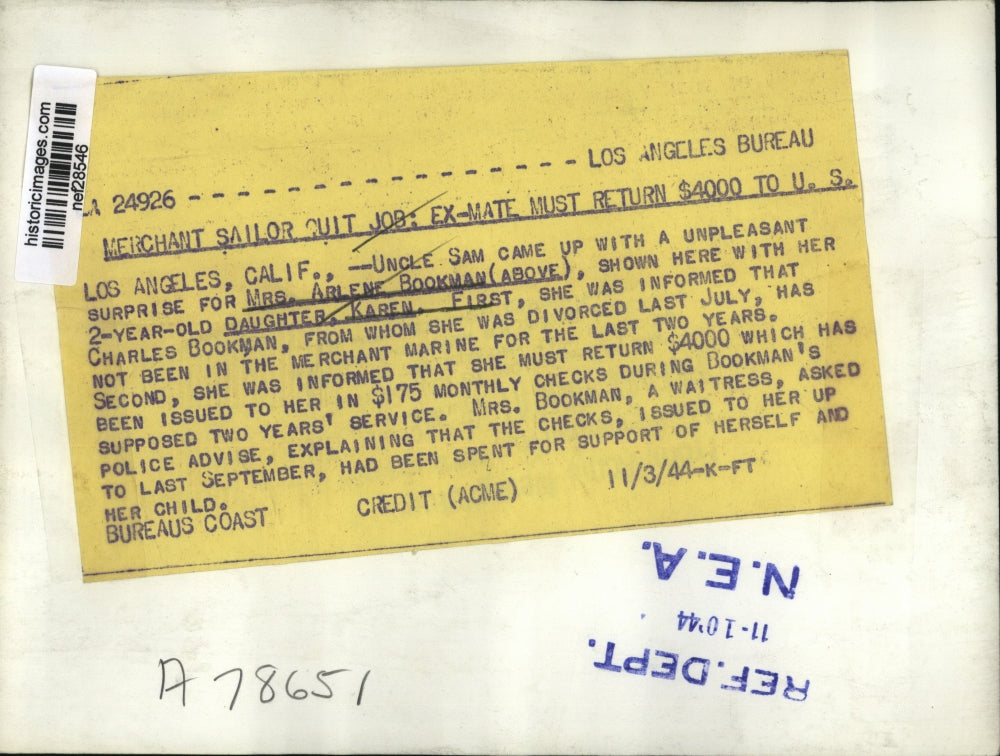 historicimages.com
nef28546
LA 24926 - - - - - - - - - - - - - - - - LOS ANGELES BUREAU
MERCHANT SAILOR QUIT JOB: EX-MATE MUST RETURN $4000 TO U. S.
LOS ANGELES, CALIF., --UNCLE SAM CAME UP WITH A UNPLEASANT
SURPRISE FOR MRS. ARLENE BOOKMAN(ABOVE), SHOWN HERE WITH HER
2-YEAR-OLD DAUGHTER, KAREN. FIRST, SHE WAS INFORMED THAT
CHARLES BOOKMAN, FROM WHOM SHE WAS DIVORCED LAST JULY, HAS
NOT BEEN IN THE MERCHANT MARINE FOR THE LAST TWO YEARS.
SECOND, SHE WAS INFORMED THAT SHE MUST RETURN $4000 WHICH HAS
BEEN ISSUED TO HER IN $175 MONTHLY CHECKS DURING BOOKMAN'S
SUPPOSED TWO YEARS' SERVICE. MRS. BOOKMAN, A WAITRESS, ASKED
POLICE ADVISE, EXPLAINING THAT THE CHECKS, ISSUED TO HER UP
TO LAST SEPTEMBER, HAD BEEN SPENT FOR SUPPORT OF HERSELF AND
HER CHILD.
BUREAUS COAST CREDIT (ACME) 11/3/44-K-FT
REF. DEPT.
11-10'44
N.E.A.
A 78651